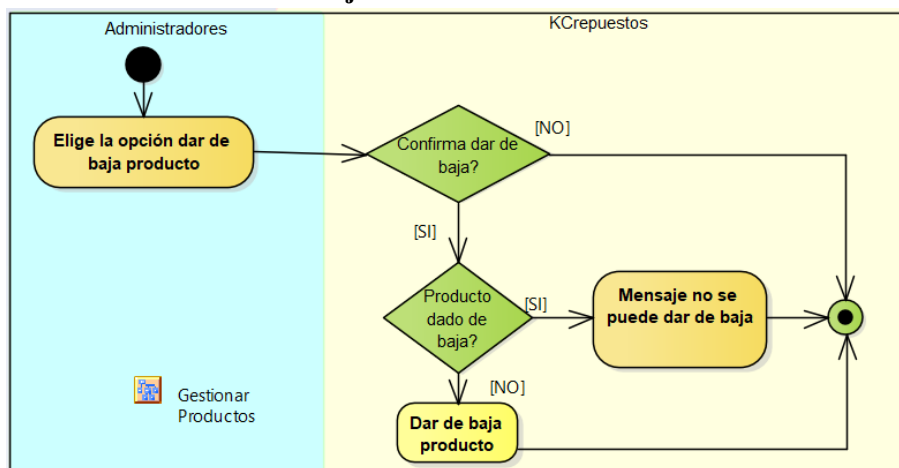 Administradores
KCrepuestos
Elige la opción dar de
baja producto
Confirma dar de
baja?
[NO]
[SI]
Producto
dado de
baja?
[SI]
Mensaje no se
puede dar de baja
[NO]
Dar de baja
producto
Gestionar
Productos